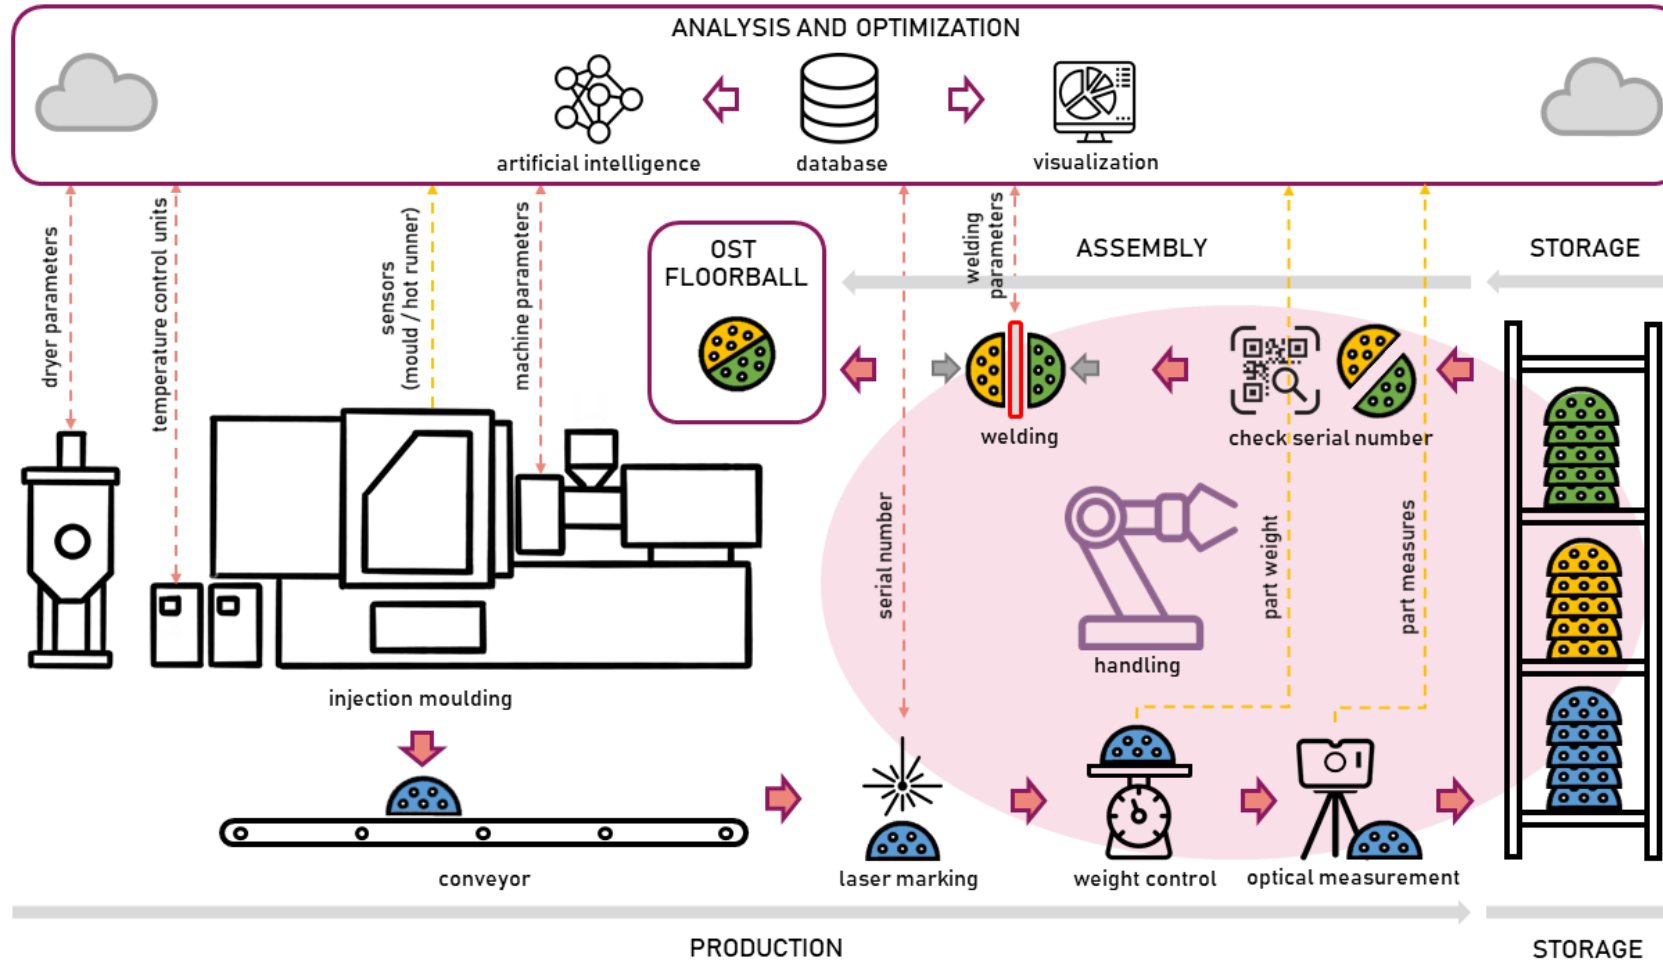 ANALYSIS AND OPTIMIZATION
artificial intelligence
database
visualization
dryer parameters
temperature control units
sensors
(mould / hot runner)
machine parameters
OST
FLOORBALL
welding
parameters
ASSEMBLY
STORAGE
welding
check serial number
serial number
handling
part weight
part measures
injection moulding
conveyor
laser marking
weight control
optical measurement
PRODUCTION
STORAGE